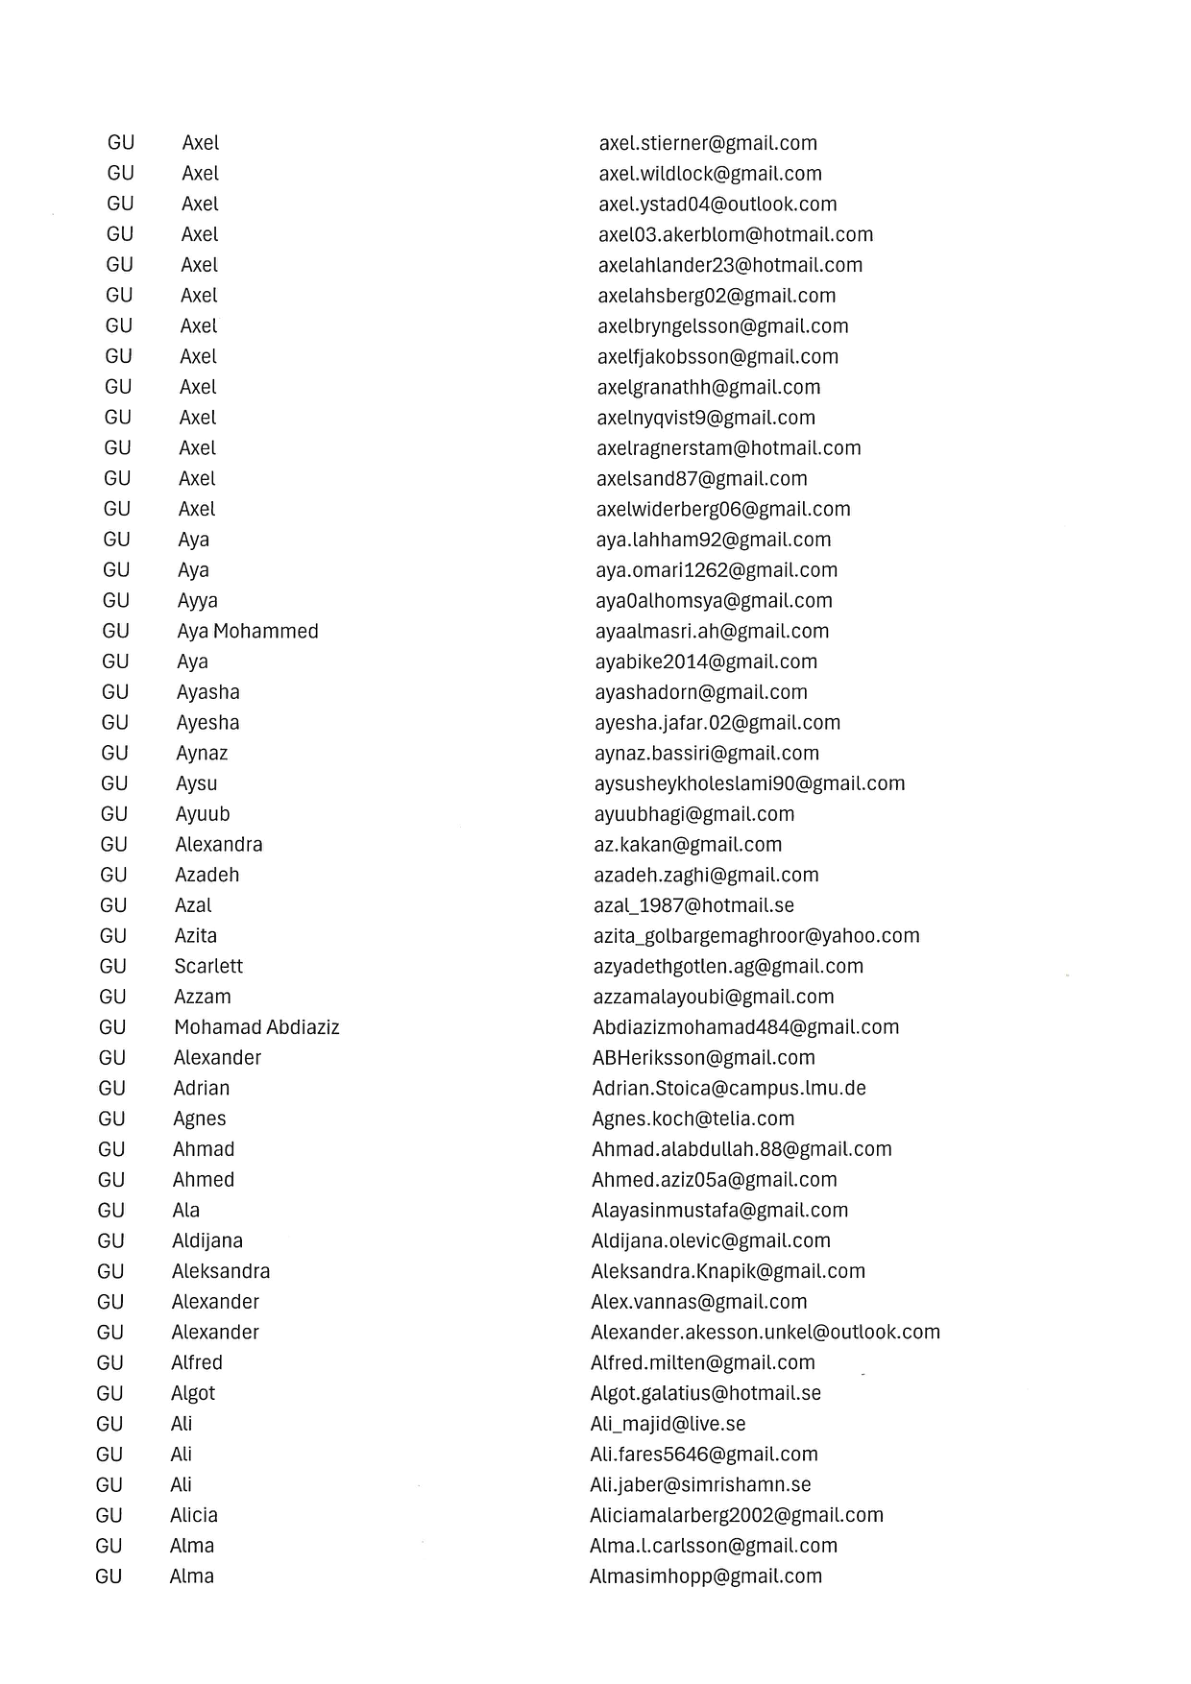 GU Axel axel.stierner@gmail.com
GU Axel axel.wildlock@gmail.com
GU Axel axel.ystad04@outlook.com
GU Axel axel03.akerblom@hotmail.com
GU Axel axelahlander23@hotmail.com
GU Axel axelahsberg02@gmail.com
GU Axel axelbryngelsson@gmail.com
GU Axel axelfjakobsson@gmail.com
GU Axel axelgranathh@gmail.com
GU Axel axelnyqvist9@gmail.com
GU Axel axelragnerstam@hotmail.com
GU Axel axelsand87@gmail.com
GU Axel axelwiderberg06@gmail.com
GU Aya aya.lahham92@gmail.com
GU Aya aya.omari1262@gmail.com
GU Ayya aya0alhomsya@gmail.com
GU Aya Mohammed ayaalmasri.ah@gmail.com
GU Aya ayabike2014@gmail.com
GU Ayasha ayashadorn@gmail.com
GU Ayesha ayesha.jafar.02@gmail.com
GU Aynaz aynaz.bassiri@gmail.com
GU Aysu aysusheykholeslami90@gmail.com
GU Ayuub ayuubhagi@gmail.com
GU Alexandra az.kakan@gmail.com
GU Azadeh azadeh.zaghi@gmail.com
GU Azal azal_1987@hotmail.se
GU Azita azita_golbargemaghroor@yahoo.com
GU Scarlett azyadethgotlen.ag@gmail.com
GU Azzam azzamalayoubi@gmail.com
GU Mohamad Abdiaziz Abdiazizmohamad484@gmail.com
GU Alexander ABHeriksson@gmail.com
GU Adrian Adrian.Stoica@campus.lmu.de
GU Agnes Agnes.koch@telia.com
GU Ahmad Ahmad.alabdullah.88@gmail.com
GU Ahmed Ahmed.aziz05a@gmail.com
GU Ala Alayasinmustafa@gmail.com
GU Aldijana Aldijana.olevic@gmail.com
GU Aleksandra Aleksandra.Knapik@gmail.com
GU Alexander Alex.vannas@gmail.com
GU Alexander Alexander.akesson.unkel@outlook.com
GU Alfred Alfred.milten@gmail.com
GU Algot Algot.galatius@hotmail.se
GU Ali Ali_majid@live.se
GU Ali Ali.fares5646@gmail.com
GU Ali Ali.jaber@simrishamn.se
GU Alicia Aliciamalarberg2002@gmail.com
GU Alma Alma.l.carlsson@gmail.com
GU Alma Almasimhopp@gmail.com